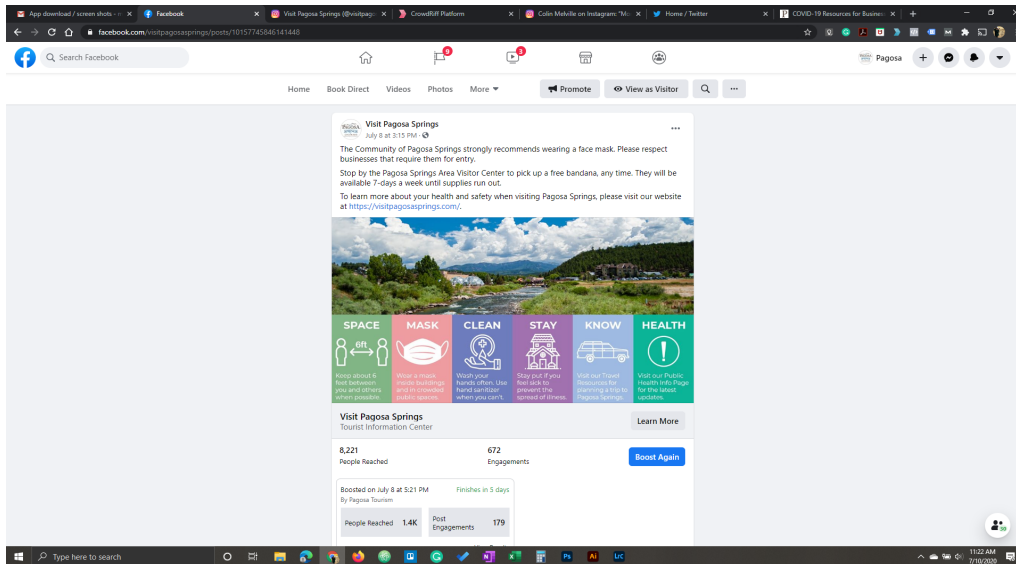 App download / screen shots - n
Facebook
Visit Pagosa Springs (@visitpago
CrowdRiff Platform
Colin Melville on Instagram: "Mo
Home / Twitter
COVID-19 Resources for Busines
facebook.com/visitpagosasprings/posts/10157745846141448
Search Facebook
9
3
Pagosa
Home Book Direct Videos Photos More
Promote
View as Visitor
Visit Pagosa Springs
July 8 at 3:15 PM ·
The Community of Pagosa Springs strongly recommends wearing a face mask. Please respect
businesses that require them for entry.
Stop by the Pagosa Springs Area Visitor Center to pick up a free bandana, any time. They will be
available 7-days a week until supplies run out.
To learn more about your health and safety when visiting Pagosa Springs, please visit our website
at https://visitpagosasprings.com/.
SPACE
6ft
Keep about 6
feet between
you and others
when possible.
MASK
Wear a mask
inside buildings
and in crowded
public spaces.
CLEAN
Wash your
hands often. Use
hand sanitizer
when you can't.
STAY
Stay put if you
feel sick to
prevent the
spread of illness.
KNOW
Visit our Travel
Resources for
planning a trip to
Pagosa Springs.
HEALTH
Visit our Public
Health Info Page
for the latest
updates.
Visit Pagosa Springs
Tourist Information Center
Learn More
8,221
People Reached
672
Engagements
Boost Again
Boosted on July 8 at 5:21 PM
Finishes in 5 days
By Pagosa Tourism
People Reached 1.4K
Post
Engagements
179
30
Type here to search
11:22 AM
7/10/2020